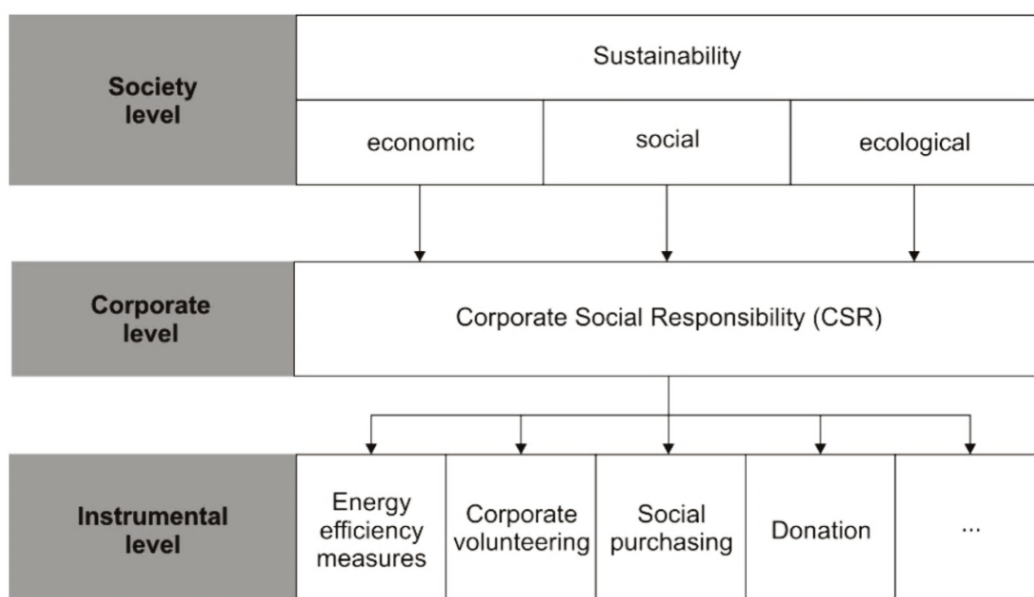 Society
level
Sustainability
economic
social
ecological
Corporate
level
Corporate Social Responsibility (CSR)
Instrumental
level
Energy
efficiency
measures
Corporate
volunteering
Social
purchasing
Donation
...